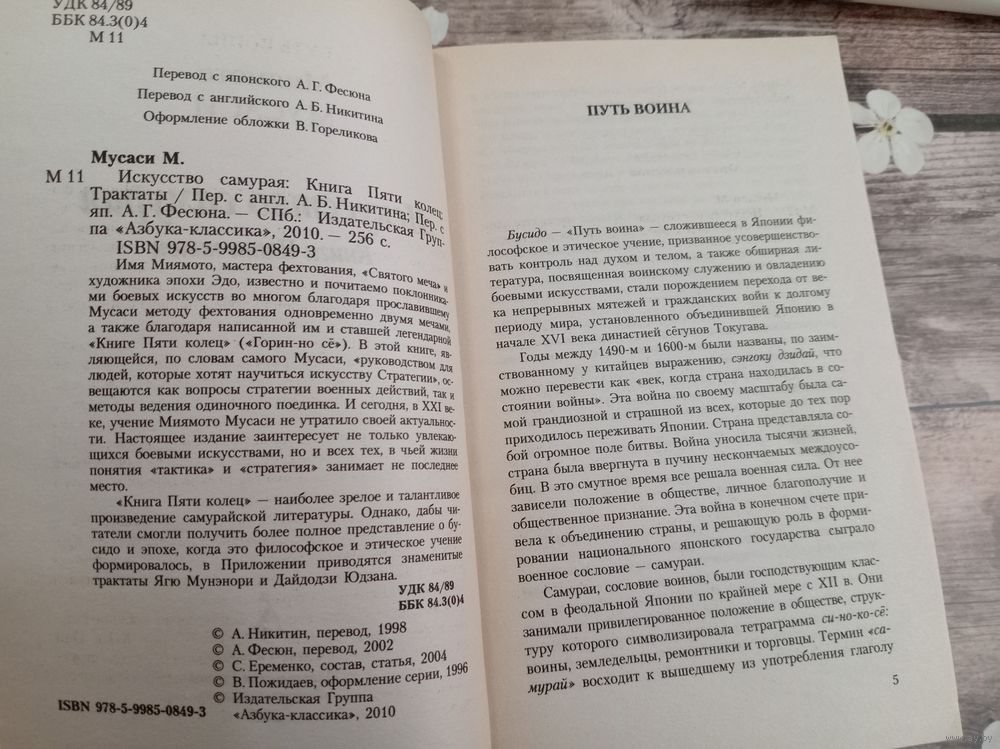 УДК 84/89
ББК 84.3(0)4
М 11
Перевод с японского А. Г. Фесюна
Перевод с английского А. Б. Никитина
Оформление обложки В. Гореликова
Мусаси М.
М 11 Искусство самурая: Книга Пяти колец;
Трактаты / Пер. с англ. А. Б. Никитина; Пер. с
яп. А. Г. Фесюна. — СПб.: Издательская Груп-
па «Азбука-классика», 2010. — 256 с.
ISBN 978-5-9985-0849-3
Имя Миямото, мастера фехтования, «Святого меча» и
художника эпохи Эдо, известно и почитаемо поклонника-
ми боевых искусств во многом благодаря прославившему
Мусаси методу фехтования одновременно двумя мечами,
а также благодаря написанной им и ставшей легендарной
«Книге Пяти колец» («Горин-но сё»). В этой книге, яв-
ляющейся, по словам самого Мусаси, «руководством для
людей, которые хотят научиться искусству Стратегии», ос-
вещаются как вопросы стратегии военных действий, так и
методы ведения одиночного поединка. И сегодня, в XXI ве-
ке, учение Миямото Мусаси не утратило своей актуально-
сти. Настоящее издание заинтересует не только увлекаю-
щихся боевыми искусствами, но и всех тех, в чьей жизни
понятия «тактика» и «стратегия» занимает не последнее
место.
«Книга Пяти колец» — наиболее зрелое и талантливое
произведение самурайской литературы. Однако, дабы чи-
татели смогли получить более полное представление о бу-
сидо и эпохе, когда это философское и этическое учение
формировалось, в Приложении приводятся знаменитые
трактаты Ягю Мунэнори и Дайдодзи Юдзана.
УДК 84/89
ББК 84.3(0)4
© А. Никитин, перевод, 1998
© А. Фесюн, перевод, 2002
© С. Еременко, состав, статья, 2004
© В. Пожидаев, оформление серии, 1996
© Издательская Группа
ISBN 978-5-9985-0849-3 «Азбука-классика», 2010
ПУТЬ ВОИНА
Бусидо — «Путь воина» — сложившееся в Японии фи-
лософское и этическое учение, призванное усовершенство-
вать контроль над духом и телом, а также обширная ли-
тература, посвященная воинскому служению и овладению
боевыми искусствами, стали порождением перехода от ве-
ка непрерывных мятежей и гражданских войн к долгому
периоду мира, установленного объединившей Японию в
начале XVI века династией сёгунов Токугава.
Годы между 1490-м и 1600-м были названы, по заим-
ствованному у китайцев выражению, сэнгоку дзидай, что
можно перевести как «век, когда страна находилась в со-
стоянии войны». Эта война по своему масштабу была са-
мой грандиозной и страшной из всех, которые до тех пор
приходилось переживать Японии. Страна представляла со-
бой огромное поле битвы. Война уносила тысячи жизней,
страна была ввергнута в пучину нескончаемых междоусо-
биц. В это смутное время все решала военная сила. От нее
зависели положение в обществе, личное благополучие и
общественное признание. Эта война в конечном счете при-
вела к объединению страны, и решающую роль в форми-
ровании национального японского государства сыграло
военное сословие — самураи.
Самураи, сословие воинов, были господствующим клас-
сом в феодальной Японии по крайней мере с XII в. Они
занимали привилегированное положение в обществе, струк-
туру которого символизировала тетраграмма си-но-ко-сё:
воины, земледельцы, ремонтники и торговцы. Термин «са-
мурай» восходит к вышедшему из употребления глаголу
5
www.ay.by